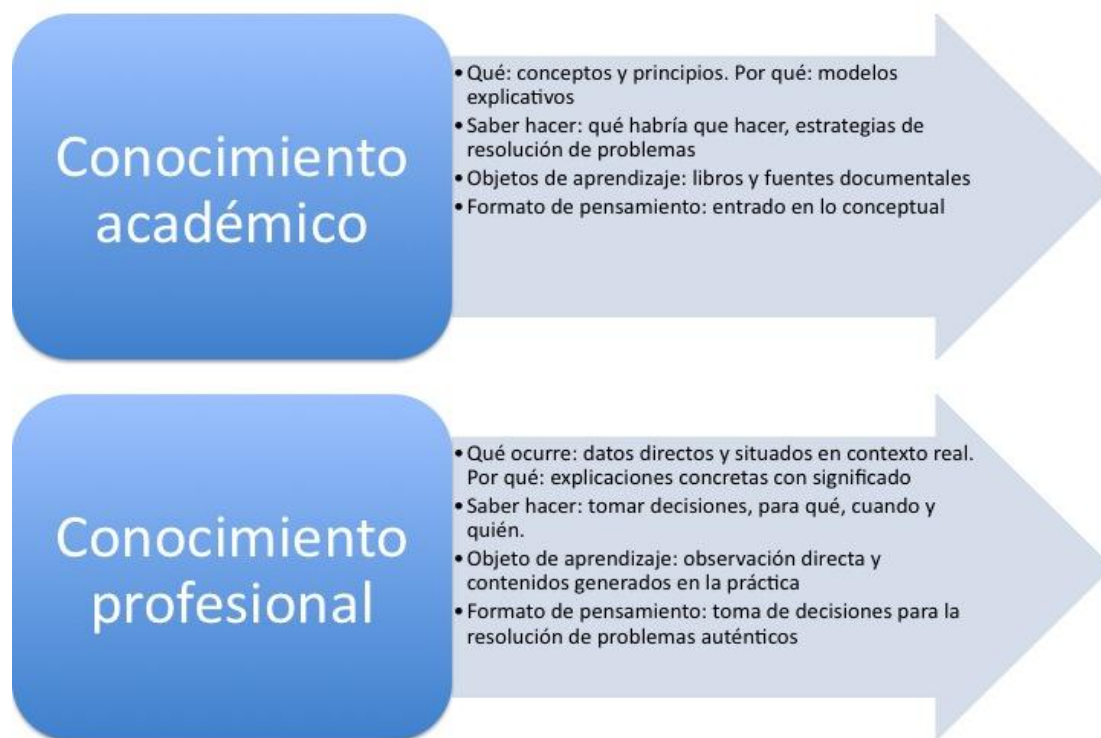 Conocimiento
académico
•Qué: conceptos y principios. Por qué: modelos
explicativos
•Saber hacer: qué habría que hacer, estrategias de
resolución de problemas
•Objetos de aprendizaje: libros y fuentes documentales
•Formato de pensamiento: entrado en lo conceptual
Conocimiento
profesional
•Qué ocurre: datos directos y situados en contexto real.
Por qué: explicaciones concretas con significado
•Saber hacer: tomar decisiones, para qué, cuando y
quién.
•Objeto de aprendizaje: observación directa y
contenidos generados en la práctica
•Formato de pensamiento: toma de decisiones para la
resolución de problemas auténticos